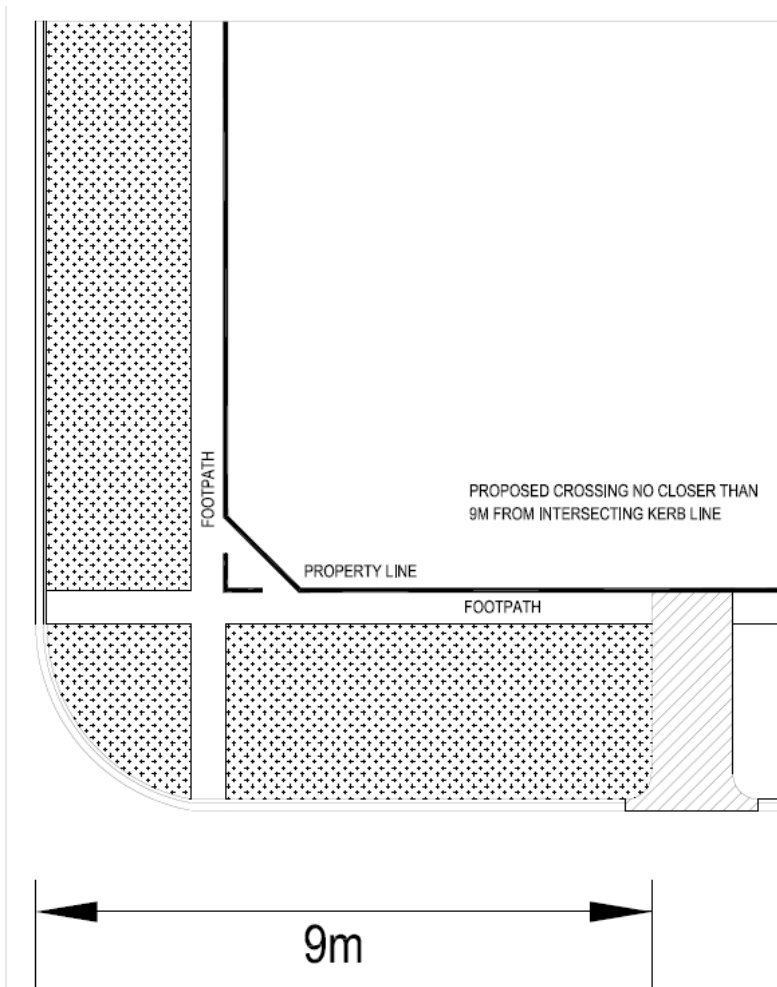 FOOTPATH
PROPOSED CROSSING NO CLOSER THAN
9M FROM INTERSECTING KERB LINE
PROPERTY LINE
FOOTPATH
9m